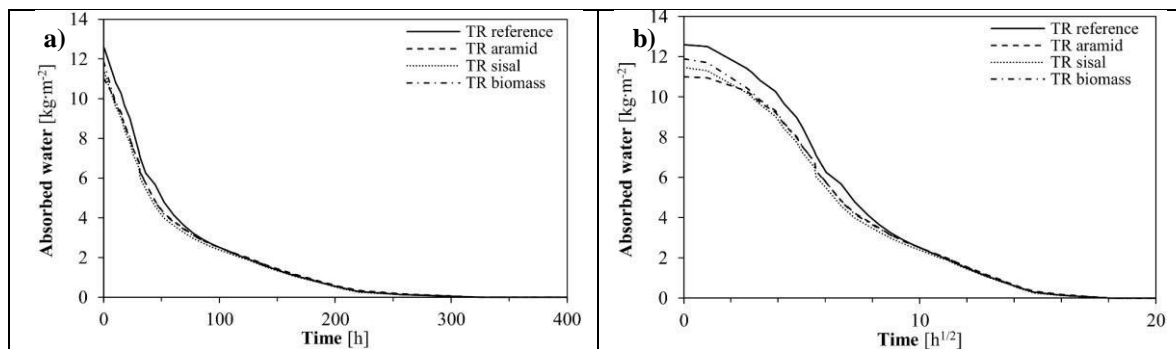 a)
Absorbed water [kg·m⁻²]
14
12
10
8
6
4
2
0
0 100 200 300 400
Time [h]
TR reference
TR aramid
TR sisal
TR biomass
b)
Absorbed water [kg·m⁻²]
14
12
10
8
6
4
2
0
0 10 20
Time [h¹/²]
TR reference
TR aramid
TR sisal
TR biomass